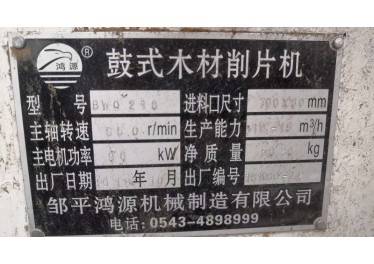 鸿源 ® 鼓式木材削片机
型 号 进料口尺寸 mm
主轴转速 r/min 生产能力 m³/h
主电机功率 kW 净质量 kg
出厂日期 年 月 出厂编号
邹平鸿源机械制造有限公司
电话: 0543-4898999